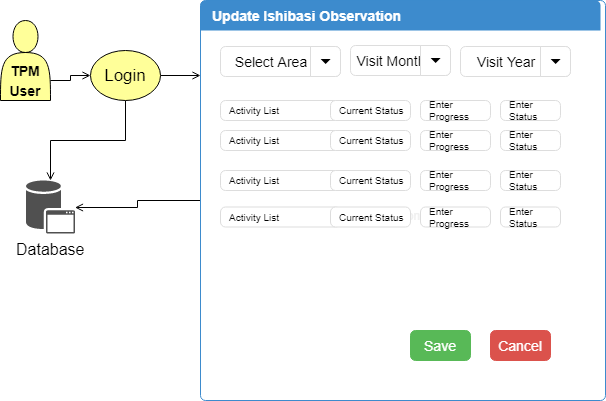 Update Ishibasi Observation
TPM
User
Login
Select Area
Visit Mont
Visit Year
Activity List
Current Status
Enter
Progress
Enter
Status
Activity List
Current Status
Enter
Progress
Enter
Status
Activity List
Current Status
Enter
Progress
Enter
Status
Activity List
Current Status
Enter
Progress
Enter
Status
Database
Save
Cancel